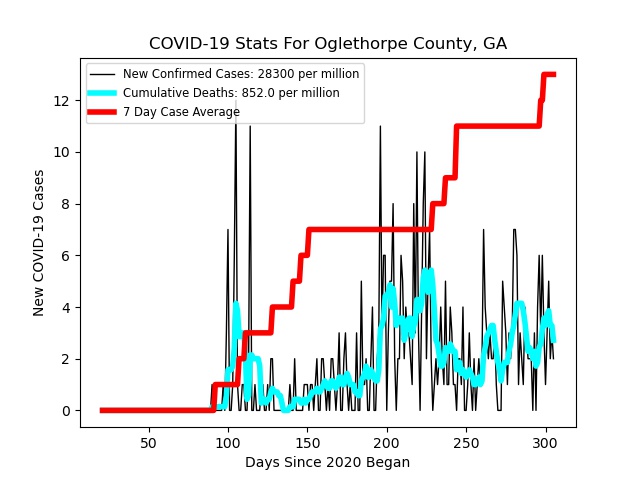 COVID-19 Stats For Oglethorpe County, GA
New Confirmed Cases: 28300 per million
Cumulative Deaths: 852.0 per million
7 Day Case Average
12
10
8
6
4
2
0
New COVID-19 Cases
50 100 150 200 250 300
Days Since 2020 Began